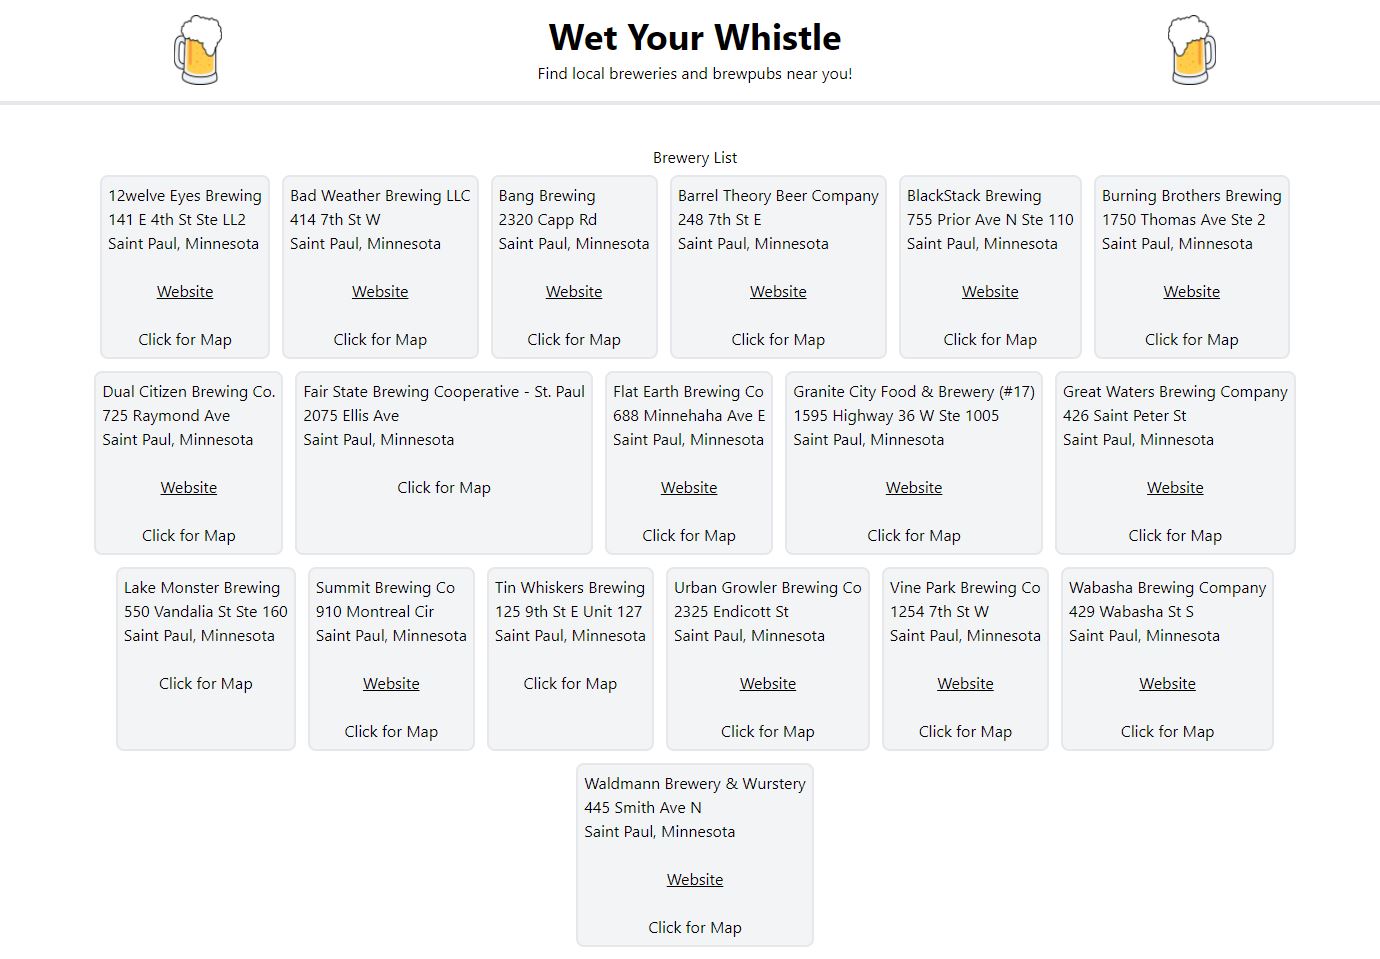 Wet Your Whistle
Find local breweries and brewpubs near you!
Brewery List
12welve Eyes Brewing
141 E 4th St Ste LL2
Saint Paul, Minnesota
Website
Click for Map
Bad Weather Brewing LLC
414 7th St W
Saint Paul, Minnesota
Website
Click for Map
Bang Brewing
2320 Capp Rd
Saint Paul, Minnesota
Website
Click for Map
Barrel Theory Beer Company
248 7th St E
Saint Paul, Minnesota
Website
Click for Map
BlackStack Brewing
755 Prior Ave N Ste 110
Saint Paul, Minnesota
Website
Click for Map
Burning Brothers Brewing
1750 Thomas Ave Ste 2
Saint Paul, Minnesota
Website
Click for Map
Dual Citizen Brewing Co.
725 Raymond Ave
Saint Paul, Minnesota
Website
Click for Map
Fair State Brewing Cooperative - St. Paul
2075 Ellis Ave
Saint Paul, Minnesota
Click for Map
Flat Earth Brewing Co
688 Minnehaha Ave E
Saint Paul, Minnesota
Website
Click for Map
Granite City Food & Brewery (#17)
1595 Highway 36 W Ste 1005
Saint Paul, Minnesota
Website
Click for Map
Great Waters Brewing Company
426 Saint Peter St
Saint Paul, Minnesota
Website
Click for Map
Lake Monster Brewing
550 Vandalia St Ste 160
Saint Paul, Minnesota
Click for Map
Summit Brewing Co
910 Montreal Cir
Saint Paul, Minnesota
Website
Click for Map
Tin Whiskers Brewing
125 9th St E Unit 127
Saint Paul, Minnesota
Click for Map
Urban Growler Brewing Co
2325 Endicott St
Saint Paul, Minnesota
Website
Click for Map
Vine Park Brewing Co
1254 7th St W
Saint Paul, Minnesota
Website
Click for Map
Wabasha Brewing Company
429 Wabasha St S
Saint Paul, Minnesota
Website
Click for Map
Waldmann Brewery & Wurstery
445 Smith Ave N
Saint Paul, Minnesota
Website
Click for Map